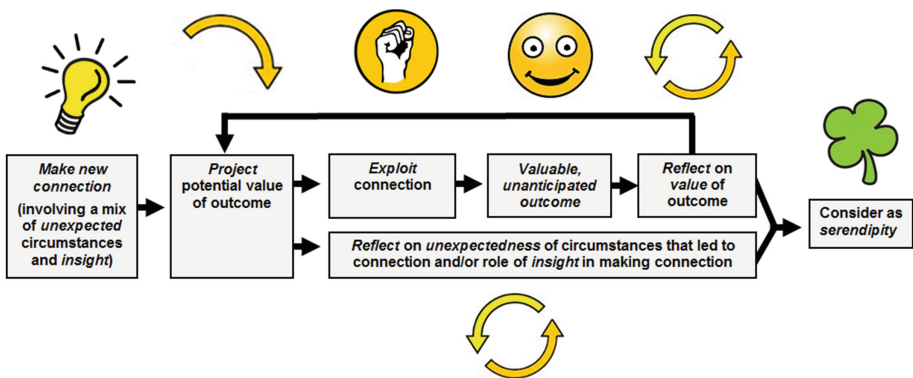 Make new
connection
(involving a mix
of unexpected
circumstances
and insight)
Project
potential value
of outcome
Exploit
connection
Valuable,
unanticipated
outcome
Reflect on
value of
outcome
Reflect on unexpectedness of circumstances that led to
connection and/or role of insight in making connection
Consider as
serendipity